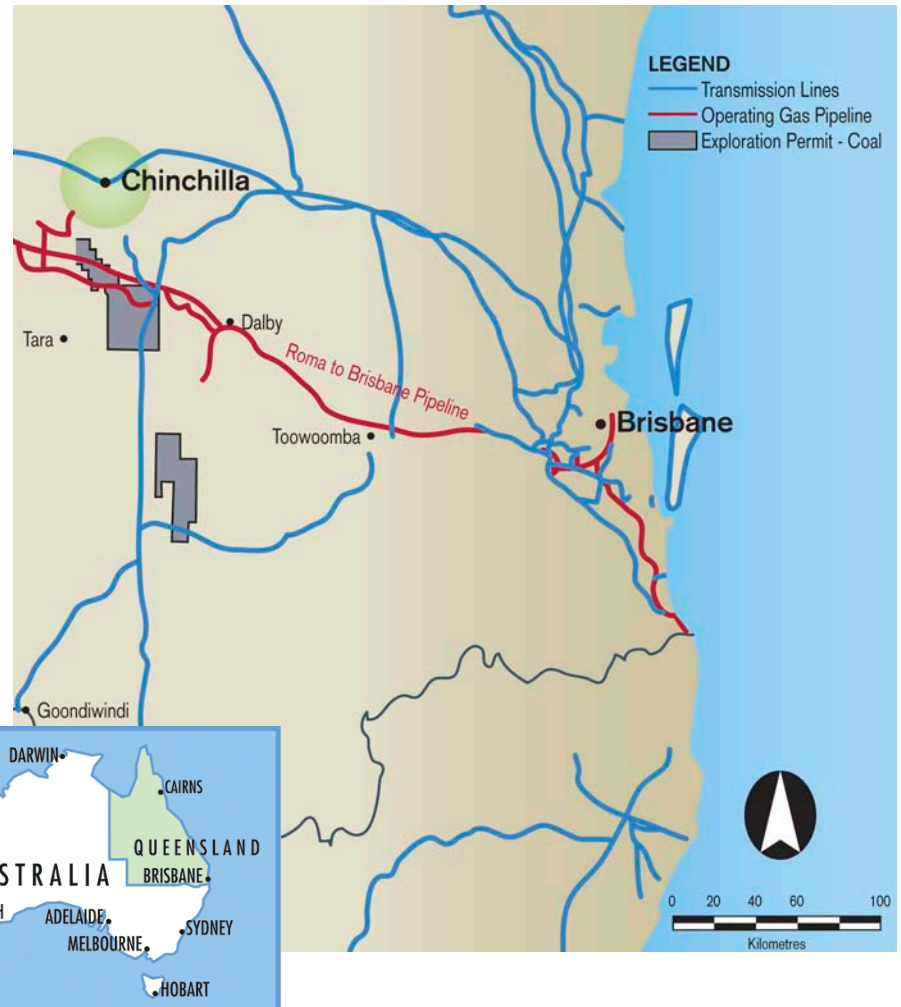 LEGEND
Transmission Lines
Operating Gas Pipeline
Exploration Permit - Coal
Chinchilla
Dalby
Tara
Roma to Brisbane Pipeline
Toowoomba
Brisbane
Goondiwindi
DARWIN
CAIRNS
QUEENSLAND
STRALIA
BRISBANE
H
ADELAIDE
SYDNEY
MELBOURNE
HOBART
0 20 40 60 80 100
Kilometres